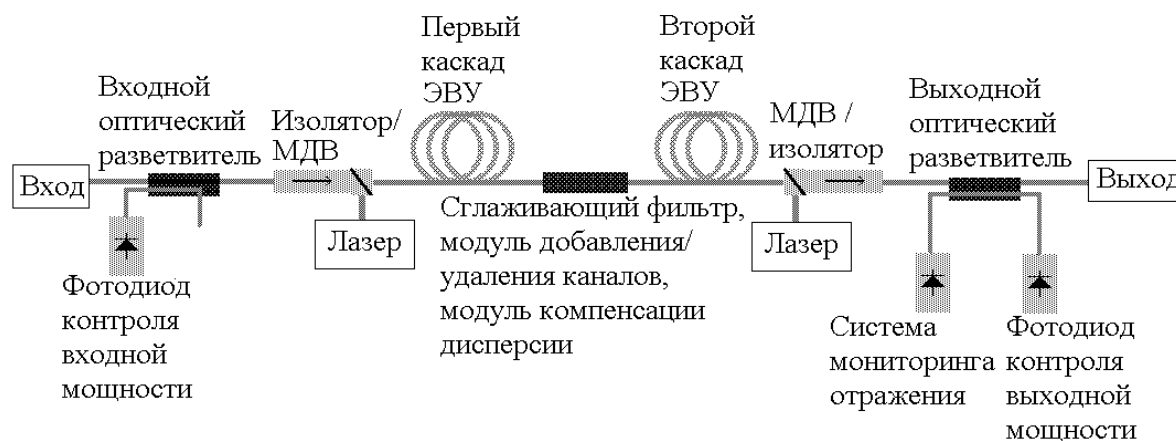 Вход
Входной
оптический
разветвитель
Фотодиод
контроля
входной
мощности
Изолятор/
МДВ
Лазер
Первый
каскад
ЭВУ
Сглаживающий фильтр,
модуль добавления/
удаления каналов,
модуль компенсации
дисперсии
Второй
каскад
ЭВУ
МДВ /
изолятор
Лазер
Выходной
оптический
разветвитель
Система
мониторинга
отражения
Фотодиод
контроля
выходной
мощности
Выход